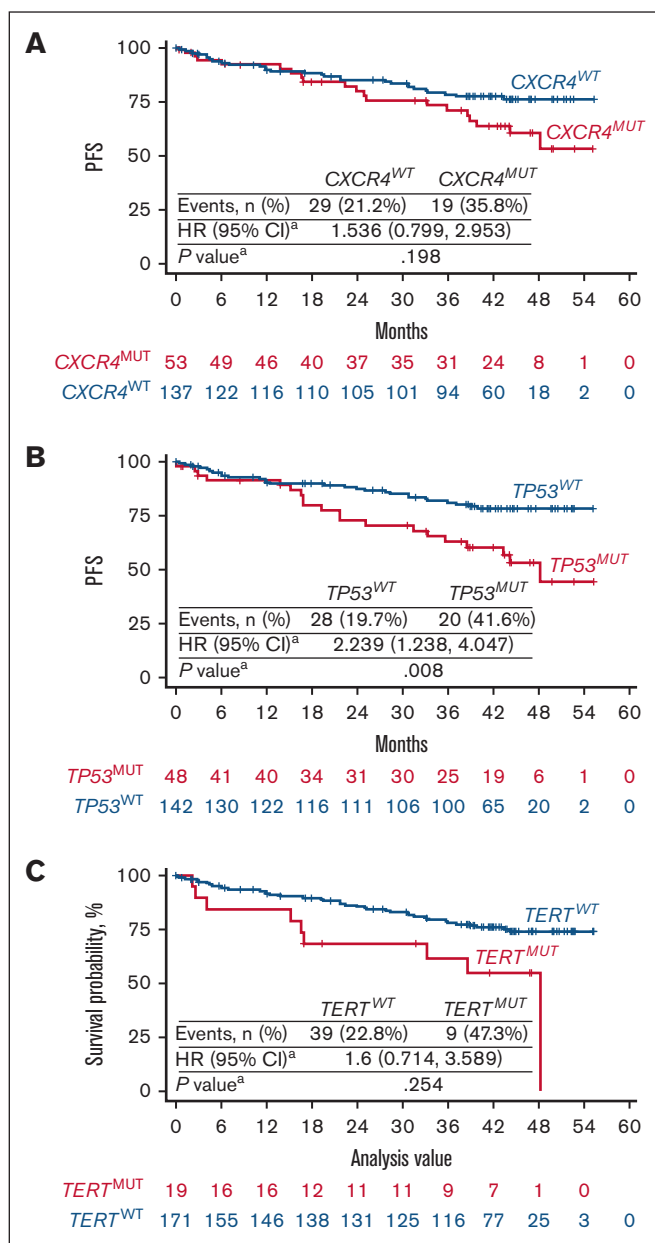 A
100
75
50
25
0
PFS
CXCR4WT
CXCR4MUT
CXCR4WT CXCR4MUT
Events, n (%) 29 (21.2%) 19 (35.8%)
HR (95% CI)a 1.536 (0.799, 2.953)
P valuea .198
0 6 12 18 24 30 36 42 48 54 60
Months
CXCR4MUT 53 49 46 40 37 35 31 24 8 1 0
CXCR4WT 137 122 116 110 105 101 94 60 18 2 0
B
100
75
50
25
0
PFS
TP53WT
TP53MUT
TP53WT TP53MUT
Events, n (%) 28 (19.7%) 20 (41.6%)
HR (95% CI)a 2.239 (1.238, 4.047)
P valuea .008
0 6 12 18 24 30 36 42 48 54 60
Months
TP53MUT 48 41 40 34 31 30 25 19 6 1 0
TP53WT 142 130 122 116 111 106 100 65 20 2 0
C
100
75
50
25
0
Survival probability, %
TERTWT
TERTMUT
TERTWT TERTMUT
Events, n (%) 39 (22.8%) 9 (47.3%)
HR (95% CI)a 1.6 (0.714, 3.589)
P valuea .254
0 6 12 18 24 30 36 42 48 54 60
Analysis value
TERTMUT 19 16 16 12 11 11 9 7 1 0
TERTWT 171 155 146 138 131 125 116 77 25 3 0